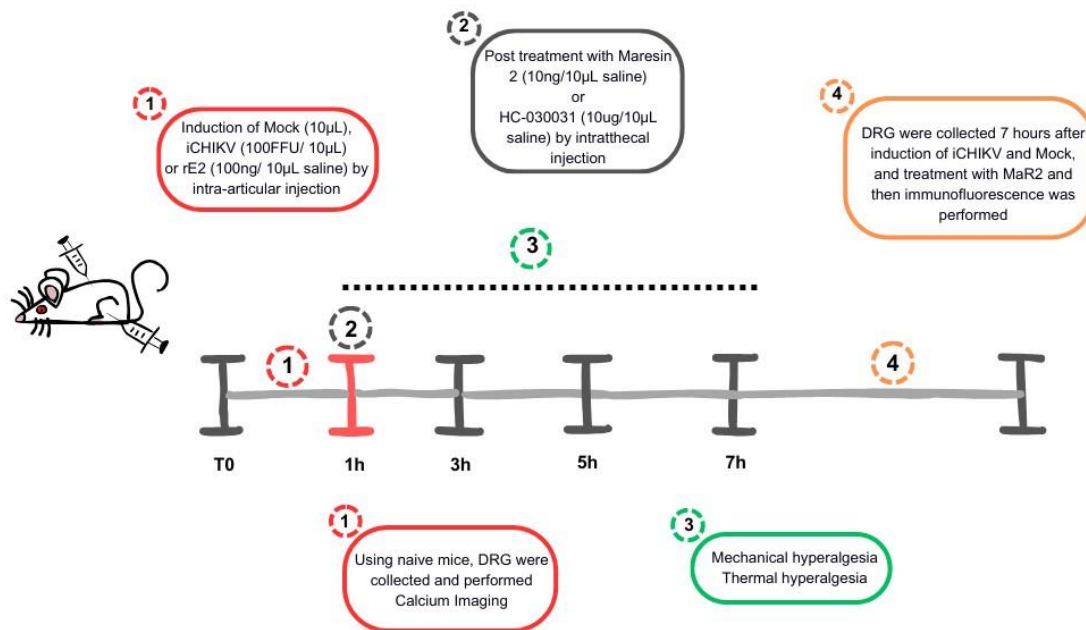 2
Post treatment with Maresin
2 (10ng/10µL saline)
or
HC-030031 (10ug/10µL
saline) by intratthecal
injection
1
Induction of Mock (10µL),
iCHIKV (100FFU/ 10µL)
or rE2 (100ng/ 10µL saline) by
intra-articular injection
4
DRG were collected 7 hours after
induction of iCHIKV and Mock,
and treatment with MaR2 and
then immunofluorescence was
performed
3
2
1
4
T0
1h
3h
5h
7h
1
Using naive mice, DRG were
collected and performed
Calcium Imaging
3
Mechanical hyperalgesia
Thermal hyperalgesia